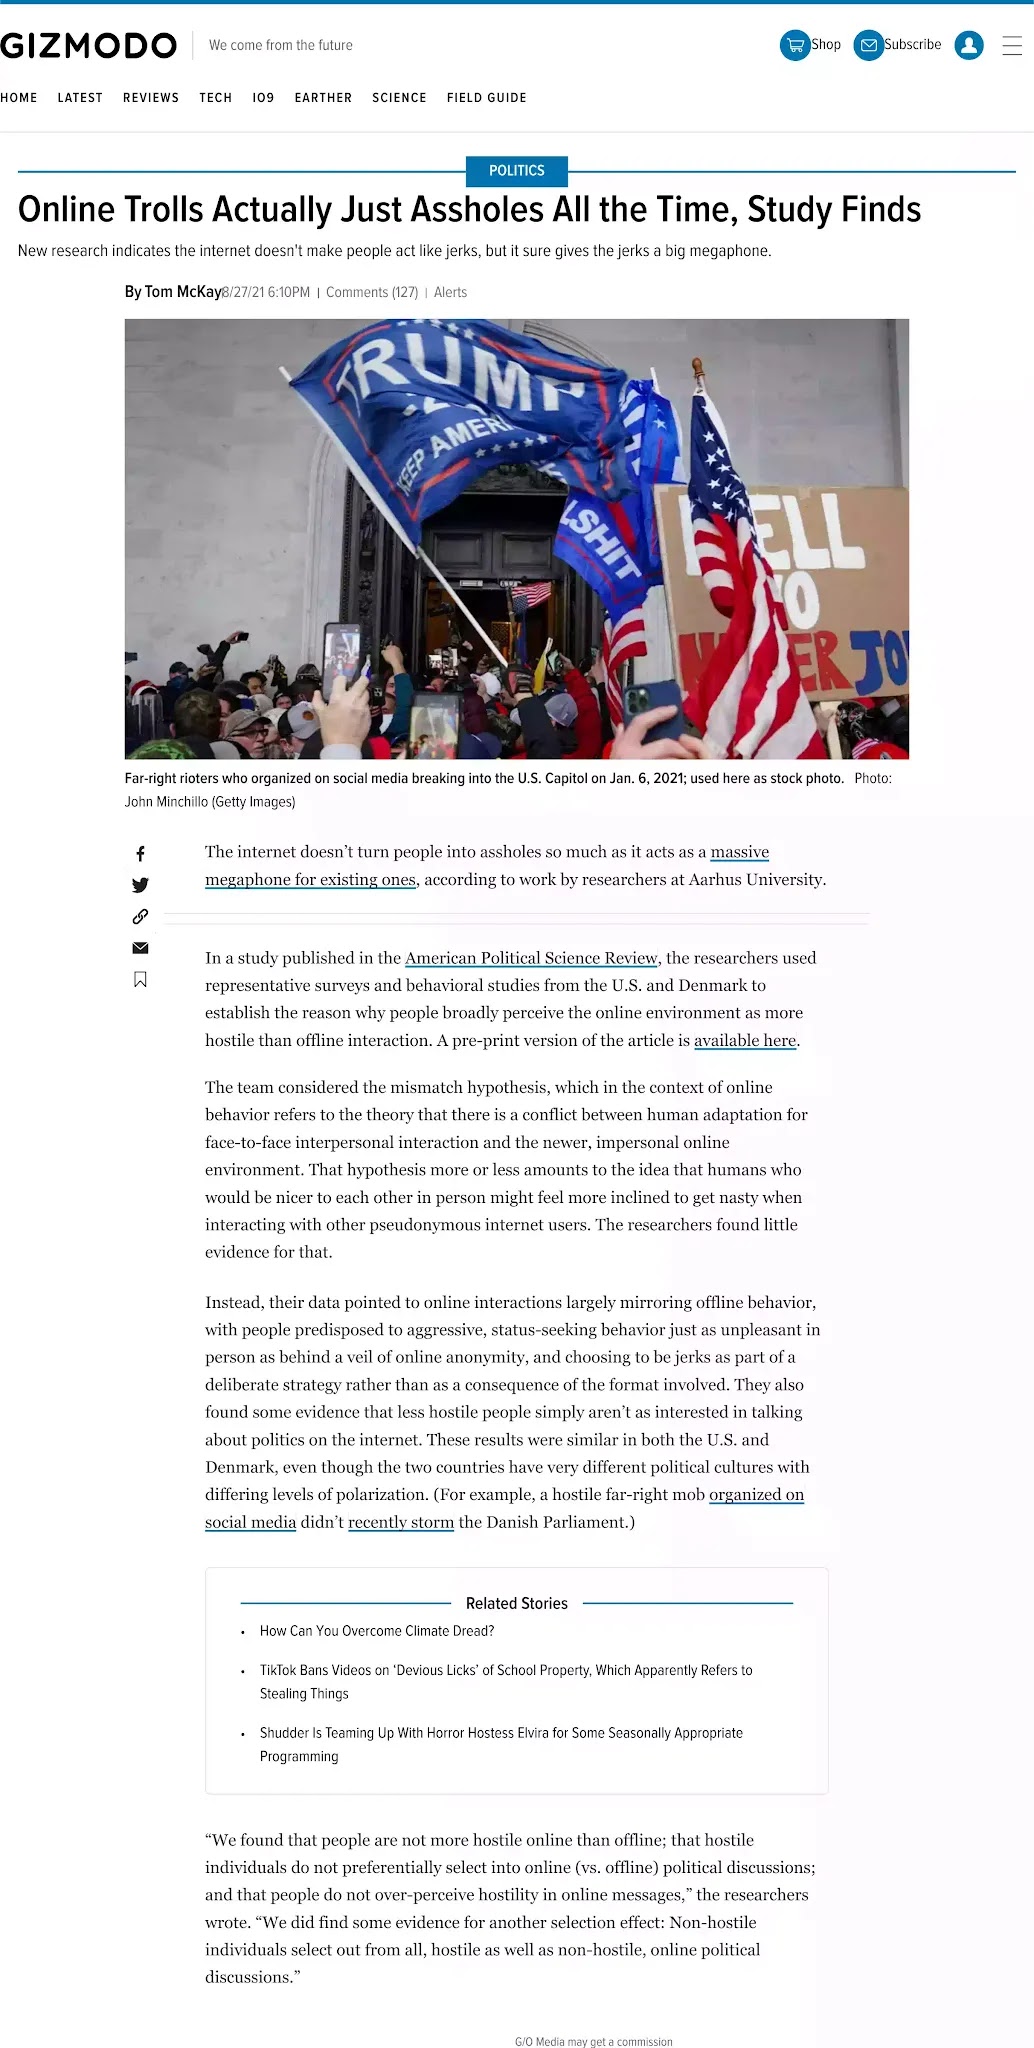 GIZMODO
We come from the future
Shop
Subscribe
HOME LATEST REVIEWS TECH IO9 EARTHER SCIENCE FIELD GUIDE
POLITICS
Online Trolls Actually Just Assholes All the Time, Study Finds
New research indicates the internet doesn't make people act like jerks, but it sure gives the jerks a big megaphone.
By Tom McKay 8/27/21 6:10PM | Comments (127) | Alerts
TRUMP
KEEP AMERI
LSHIT
HELL
NO
JO
Far-right rioters who organized on social media breaking into the U.S. Capitol on Jan. 6, 2021; used here as stock photo. Photo:
John Minchillo (Getty Images)
The internet doesn’t turn people into assholes so much as it acts as a massive
megaphone for existing ones, according to work by researchers at Aarhus University.
In a study published in the American Political Science Review, the researchers used
representative surveys and behavioral studies from the U.S. and Denmark to
establish the reason why people broadly perceive the online environment as more
hostile than offline interaction. A pre-print version of the article is available here.
The team considered the mismatch hypothesis, which in the context of online
behavior refers to the theory that there is a conflict between human adaptation for
face-to-face interpersonal interaction and the newer, impersonal online
environment. That hypothesis more or less amounts to the idea that humans who
would be nicer to each other in person might feel more inclined to get nasty when
interacting with other pseudonymous internet users. The researchers found little
evidence for that.
Instead, their data pointed to online interactions largely mirroring offline behavior,
with people predisposed to aggressive, status-seeking behavior just as unpleasant in
person as behind a veil of online anonymity, and choosing to be jerks as part of a
deliberate strategy rather than as a consequence of the format involved. They also
found some evidence that less hostile people simply aren’t as interested in talking
about politics on the internet. These results were similar in both the U.S. and
Denmark, even though the two countries have very different political cultures with
differing levels of polarization. (For example, a hostile far-right mob organized on
social media didn’t recently storm the Danish Parliament.)
Related Stories
• How Can You Overcome Climate Dread?
• TikTok Bans Videos on ‘Devious Licks’ of School Property, Which Apparently Refers to
Stealing Things
• Shudder Is Teaming Up With Horror Hostess Elvira for Some Seasonally Appropriate
Programming
“We found that people are not more hostile online than offline; that hostile
individuals do not preferentially select into online (vs. offline) political discussions;
and that people do not over-perceive hostility in online messages,” the researchers
wrote. “We did find some evidence for another selection effect: Non-hostile
individuals select out from all, hostile as well as non-hostile, online political
discussions.”
G/O Media may get a commission